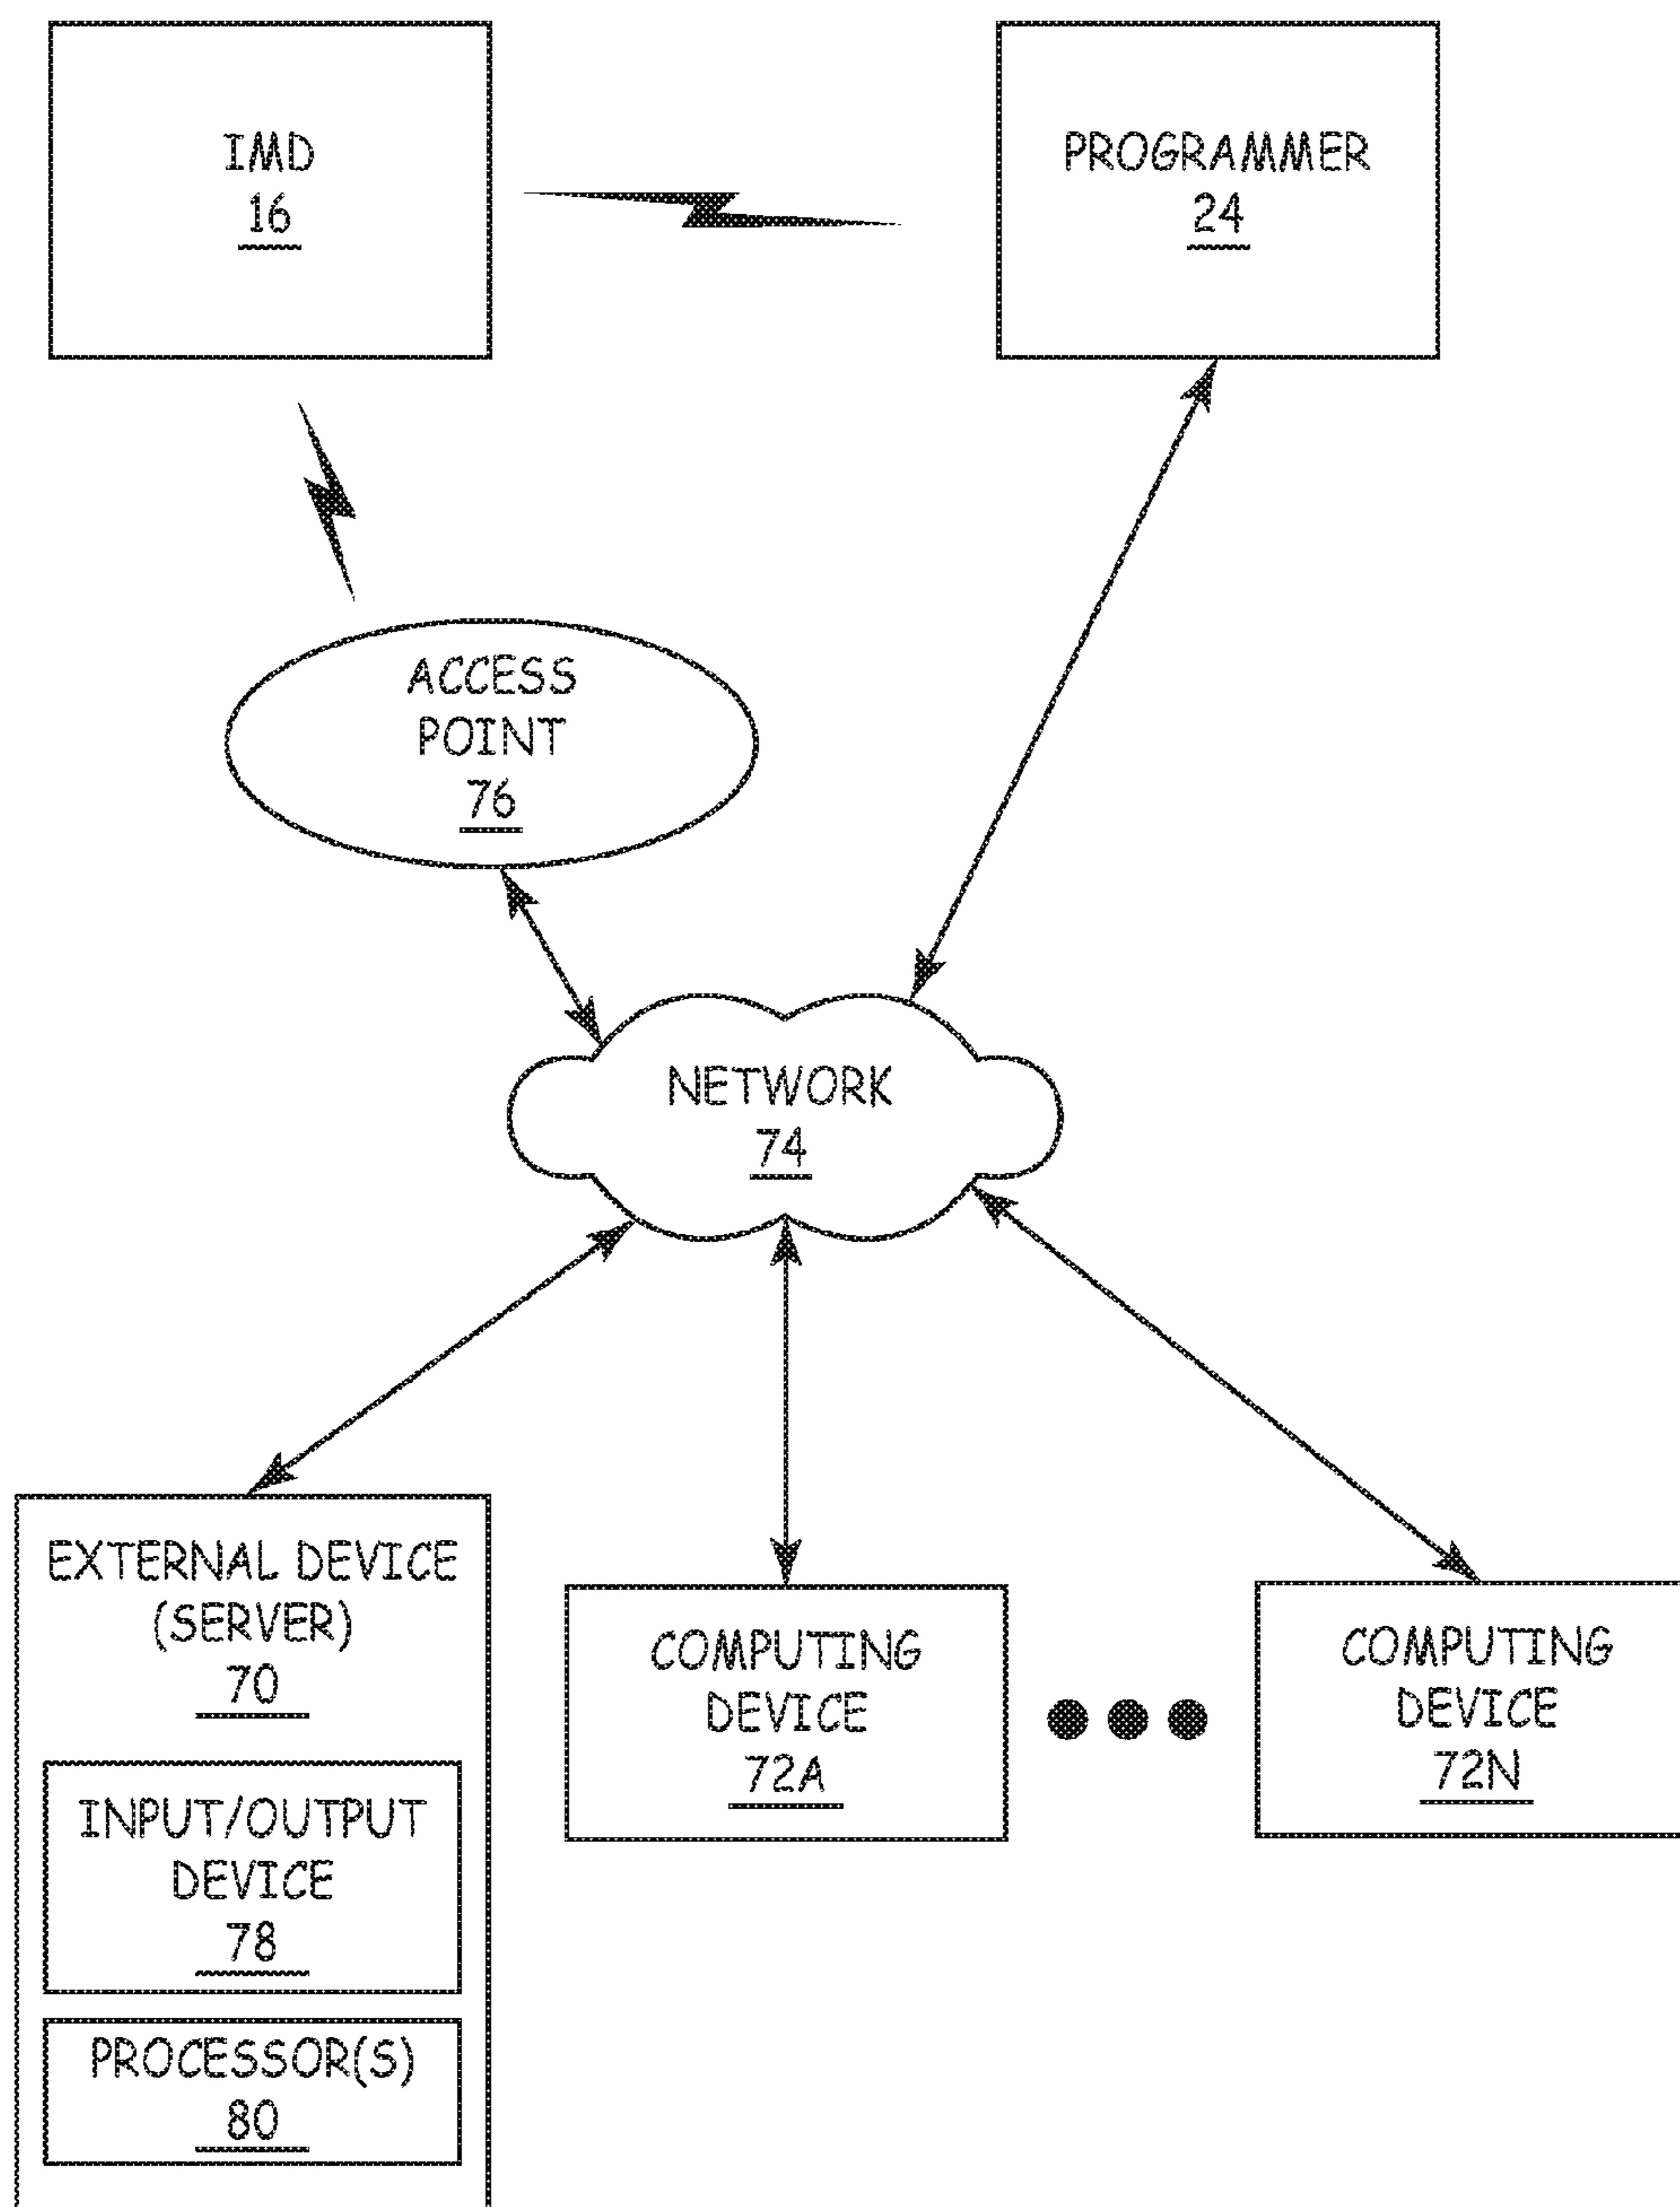 IMD
16
PROGRAMMER
24
ACCESS
POINT
76
NETWORK
74
EXTERNAL DEVICE
(SERVER)
70
INPUT/OUTPUT
DEVICE
78
PROCESSOR(S)
80
COMPUTING
DEVICE
72A
COMPUTING
DEVICE
72N